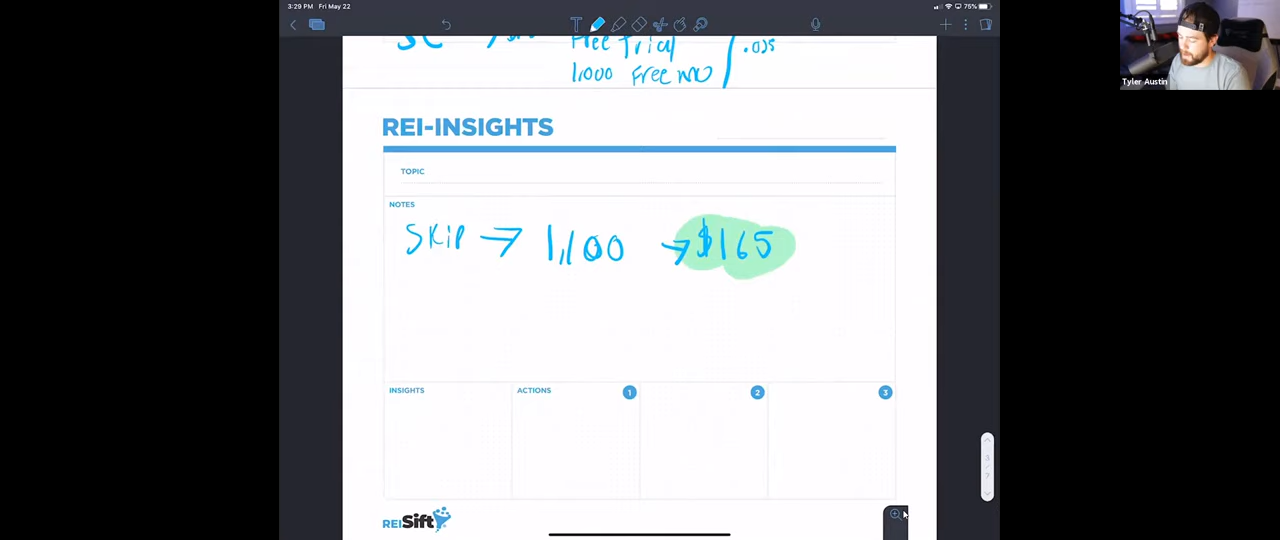 3:29 PM Fri May 22
75%
Tyler Austin
Free Trial
1,000 Free mo
.025
REI-INSIGHTS
TOPIC
NOTES
SKiP → 1,100 → $165
INSIGHTS
ACTIONS 1 2 3
REISift